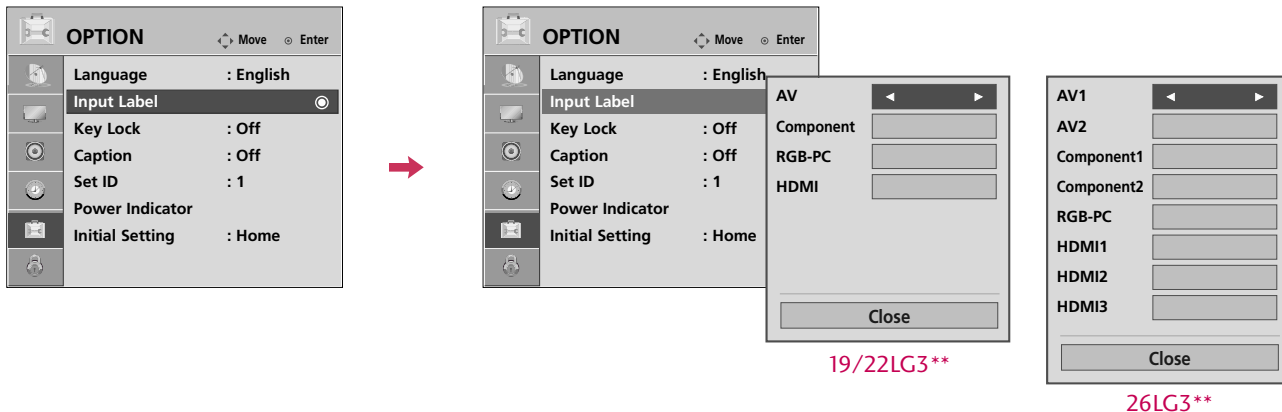 OPTION
Move Enter
Language : English
Input Label
Key Lock : Off
Caption : Off
Set ID : 1
Power Indicator
Initial Setting : Home
OPTION
Move Enter
Language : English
Input Label
Key Lock : Off
Caption : Off
Set ID : 1
Power Indicator
Initial Setting : Home
AV
Component
RGB-PC
HDMI
Close
19/22LG3**
AV1
AV2
Component1
Component2
RGB-PC
HDMI1
HDMI2
HDMI3
Close
26LG3**